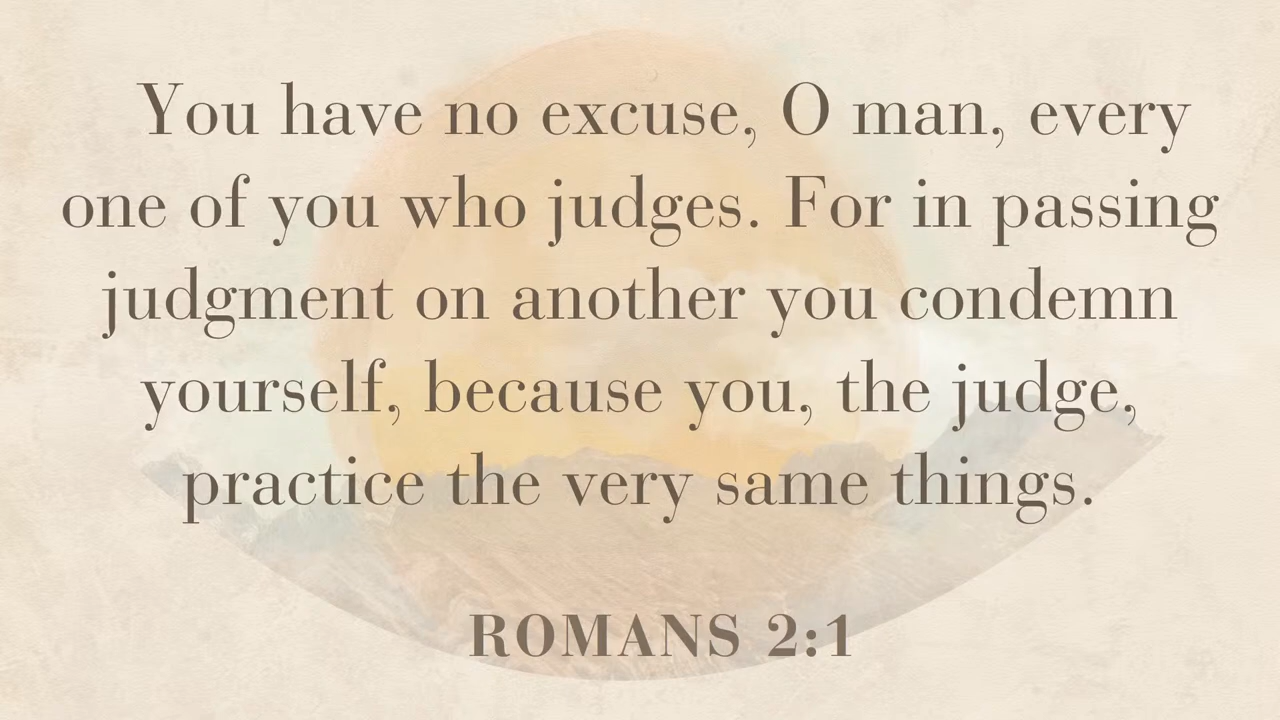 You have no excuse, O man, every
one of you who judges. For in passing
judgment on another you condemn
yourself, because you, the judge,
practice the very same things.
ROMANS 2:1